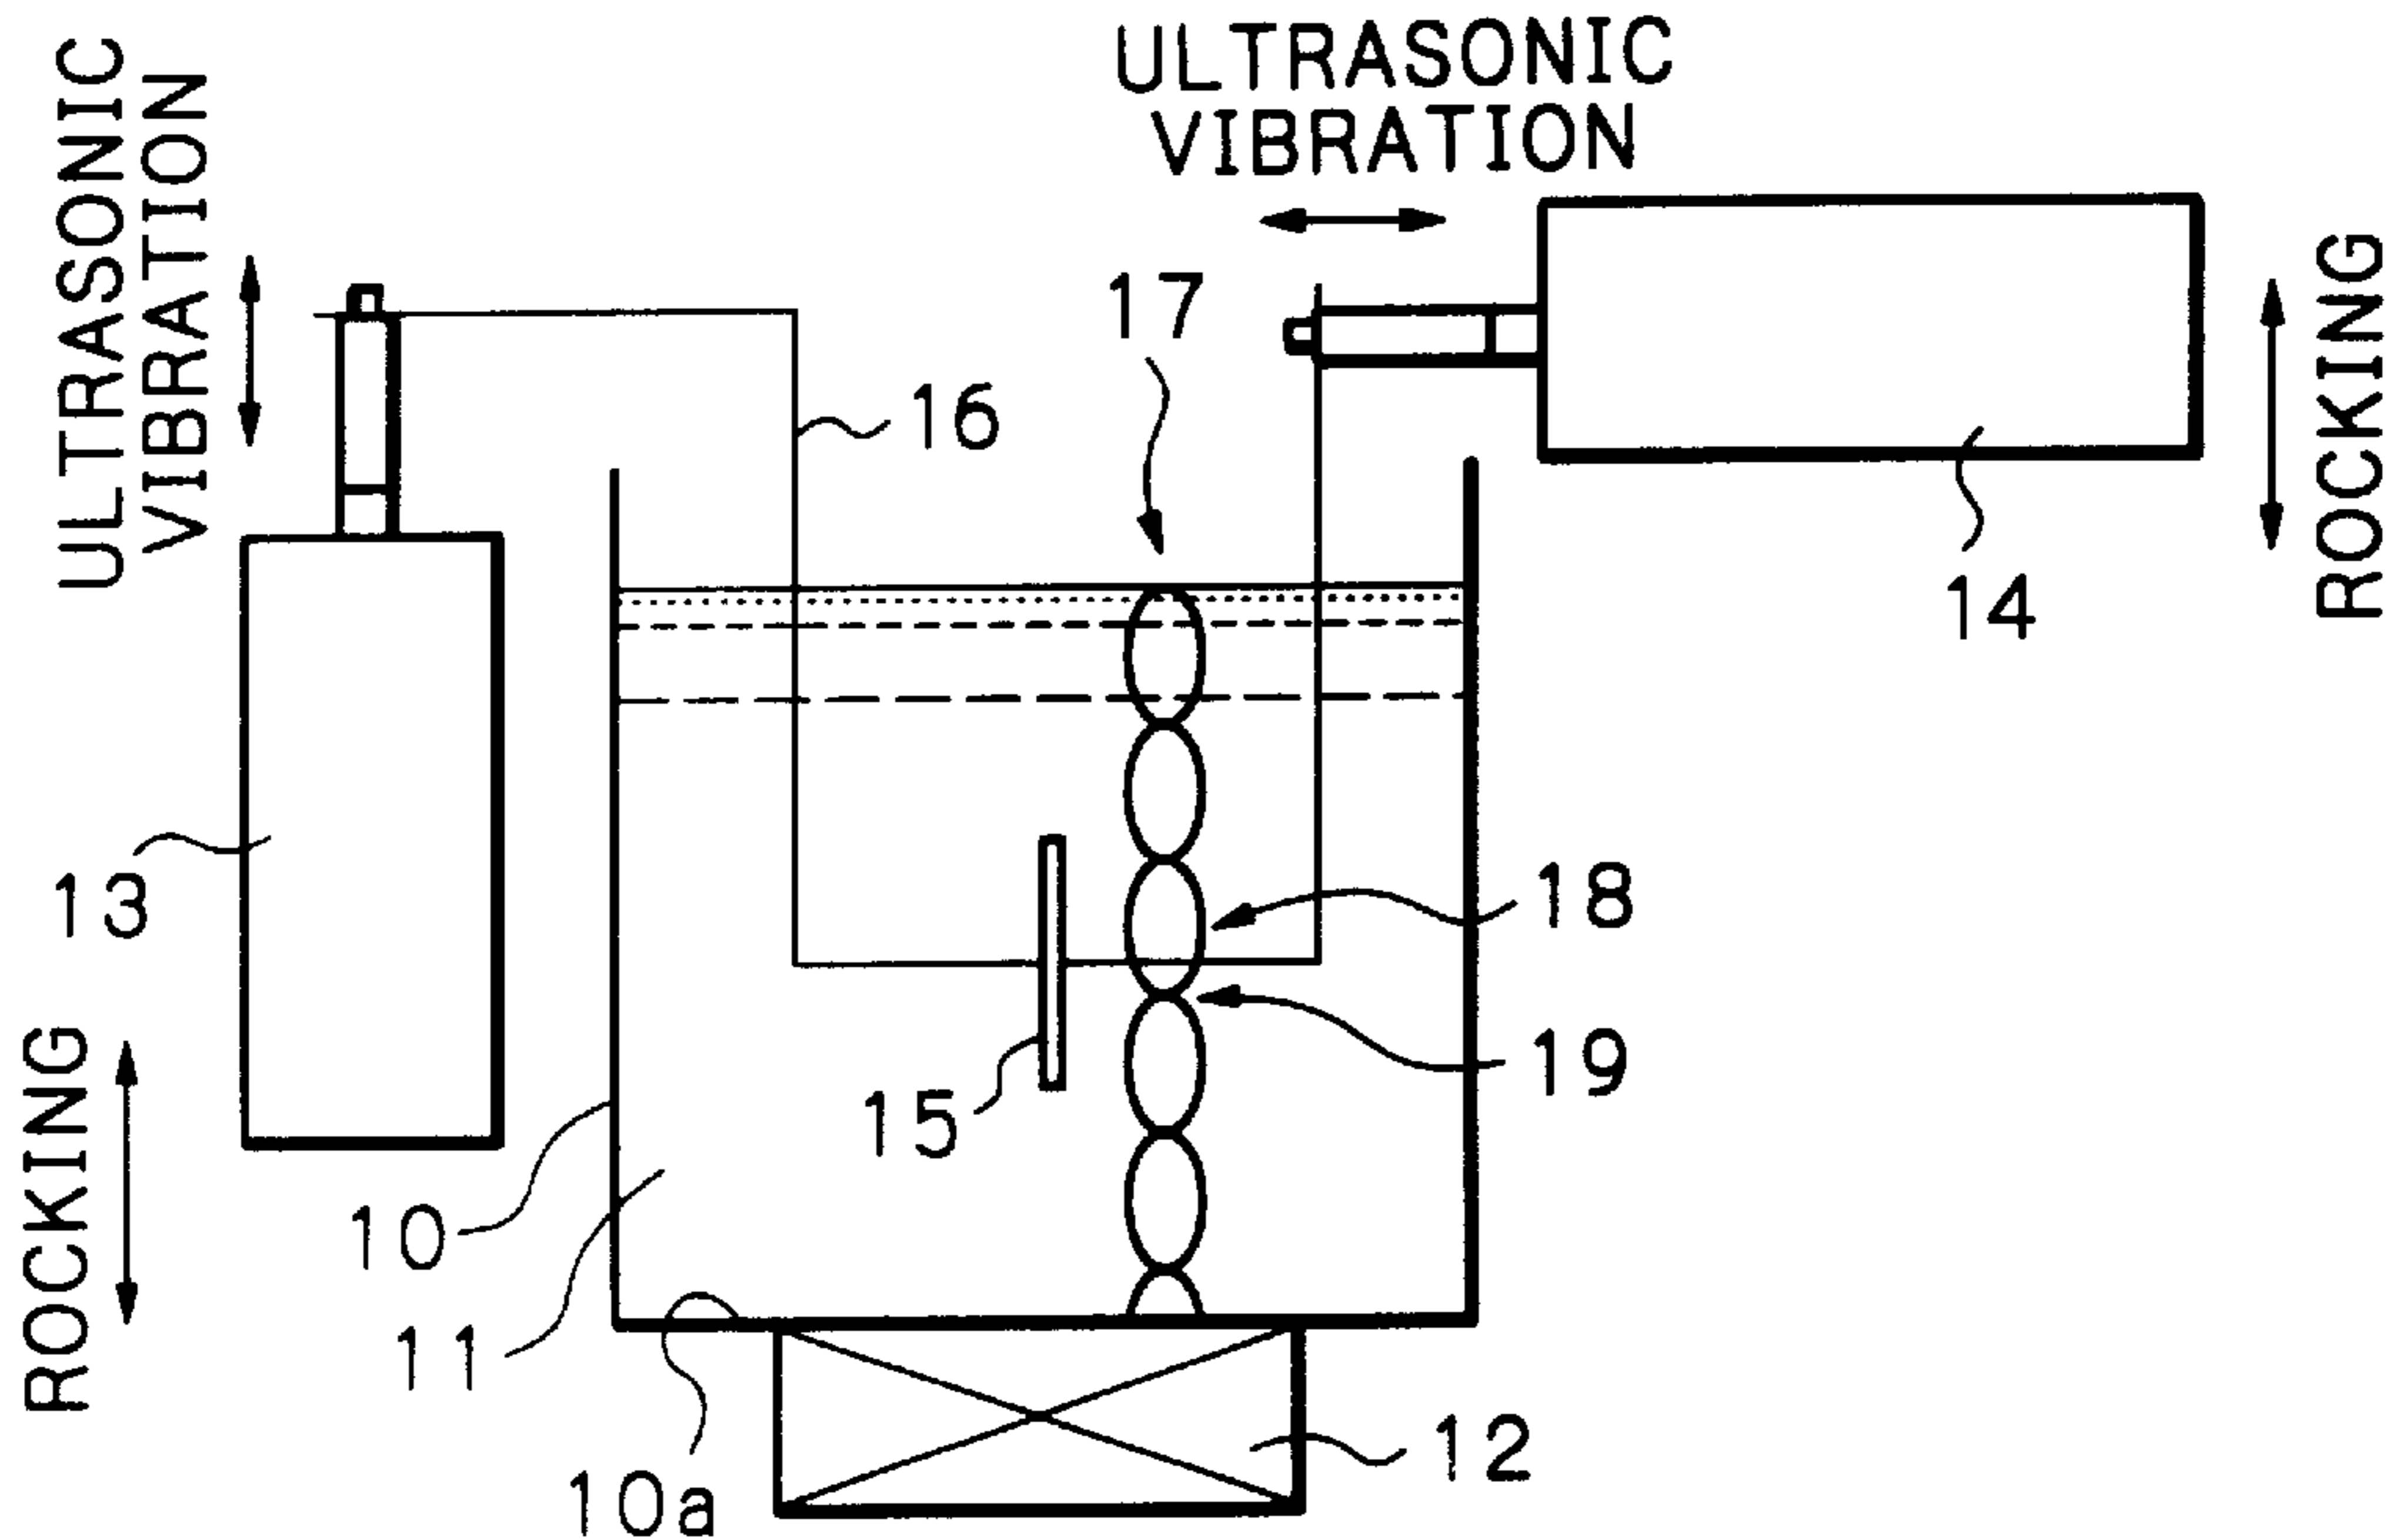 ULTRASONIC
VIBRATION
ULTRASONIC
VIBRATION
ROCKING
17
16
14
13
18
19
15
ROCKING
10
11
10a
12